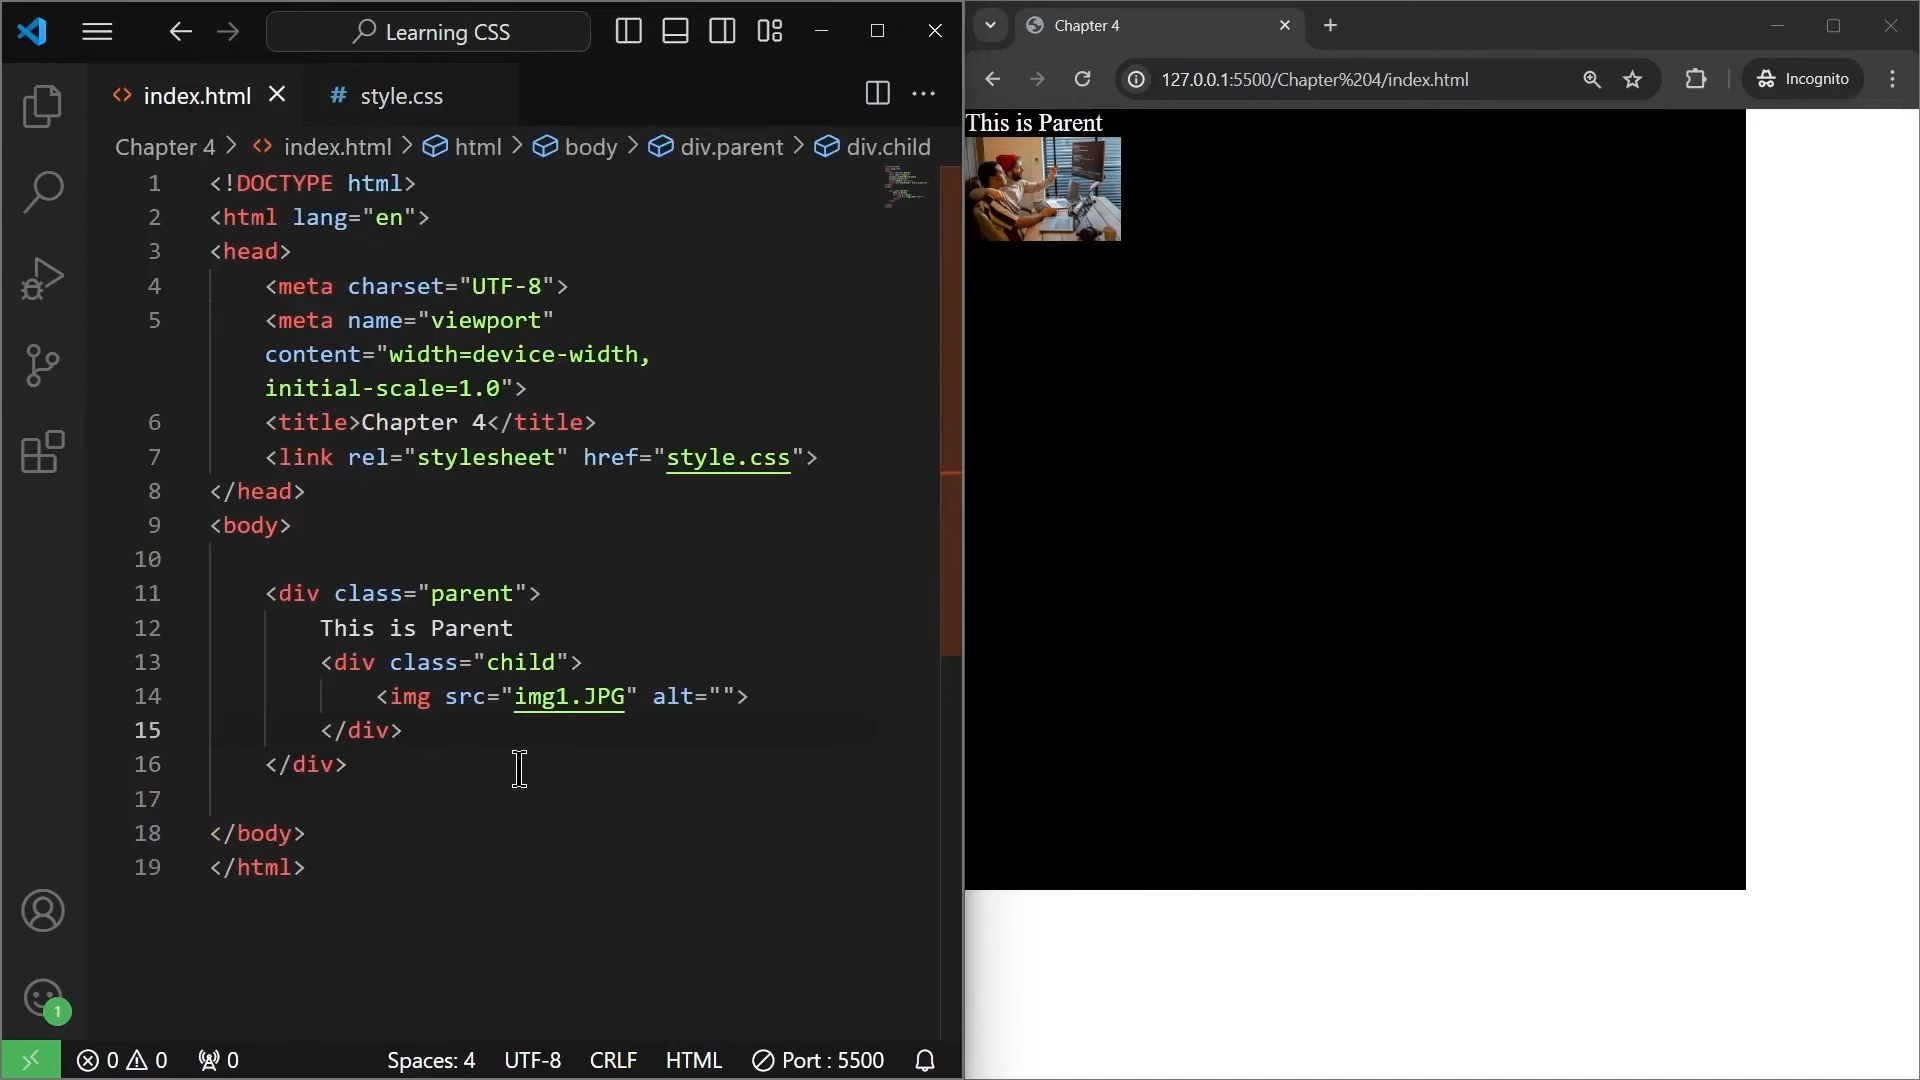 Learning CSS
index.html
# style.css
Chapter 4 > index.html > html > body > div.parent > div.child
1 <!DOCTYPE html>
2 <html lang="en">
3 <head>
4 <meta charset="UTF-8">
5 <meta name="viewport"
content="width=device-width,
initial-scale=1.0">
6 <title>Chapter 4</title>
7 <link rel="stylesheet" href="style.css">
8 </head>
9 <body>
10
11 <div class="parent">
12 This is Parent
13 <div class="child">
14 <img src="img1.JPG" alt="">
15 </div>
16 </div>
17
18 </body>
19 </html>
1
0 0 0 Spaces: 4 UTF-8 CRLF HTML Port : 5500
Chapter 4
127.0.0.1:5500/Chapter%204/index.html
Incognito
This is Parent